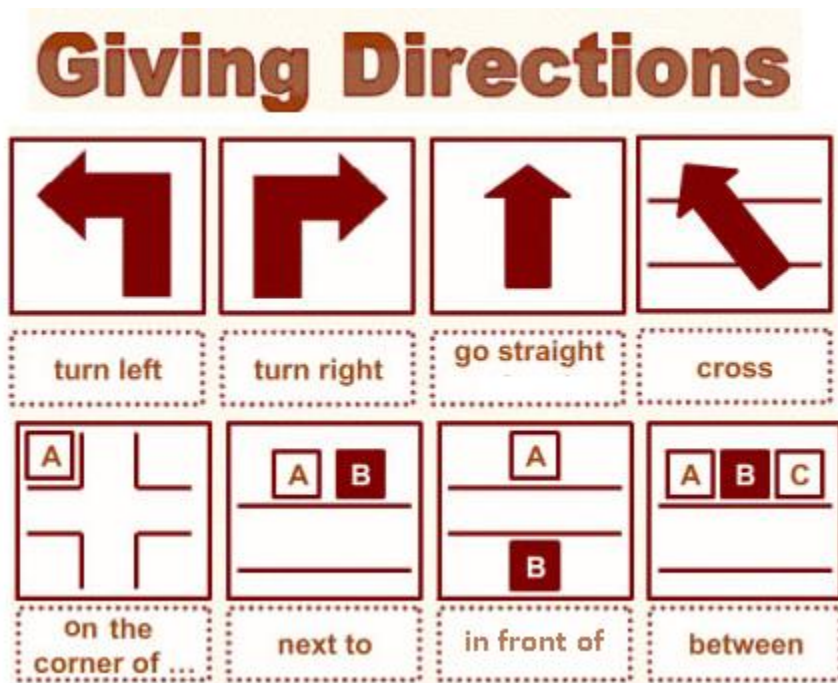 Giving Directions
turn left
turn right
go straight
cross
A
A B
A
B
A B C
on the
corner of ...
next to
in front of
between